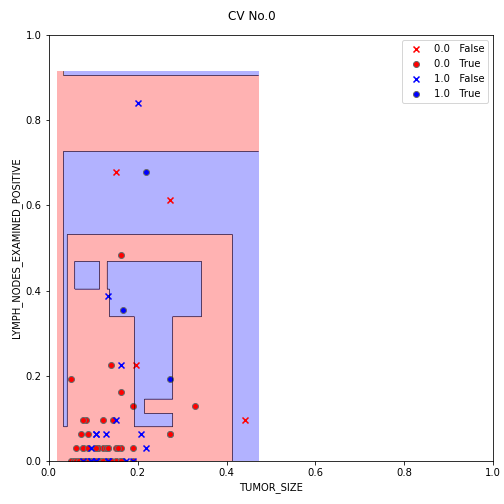 CV No.0
1.0
0.8
0.6
0.4
0.2
0.0
LYMPH_NODES_EXAMINED_POSITIVE
0.0 False
0.0 True
1.0 False
1.0 True
0.0 0.2 0.4 0.6 0.8 1.0
TUMOR_SIZE